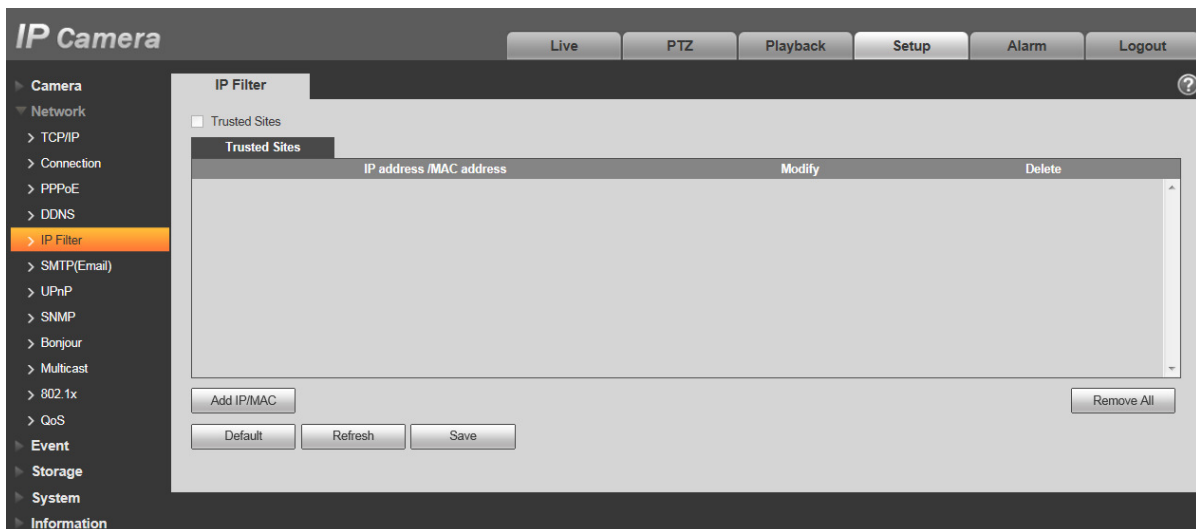 IP Camera
Live
PTZ
Playback
Setup
Alarm
Logout
Camera
Network
TCP/IP
Connection
PPPoE
DDNS
IP Filter
SMTP(Email)
UPnP
SNMP
Bonjour
Multicast
802.1x
QoS
Event
Storage
System
Information
IP Filter
?
Trusted Sites
Trusted Sites
IP address /MAC address
Modify
Delete
Add IP/MAC
Remove All
Default
Refresh
Save